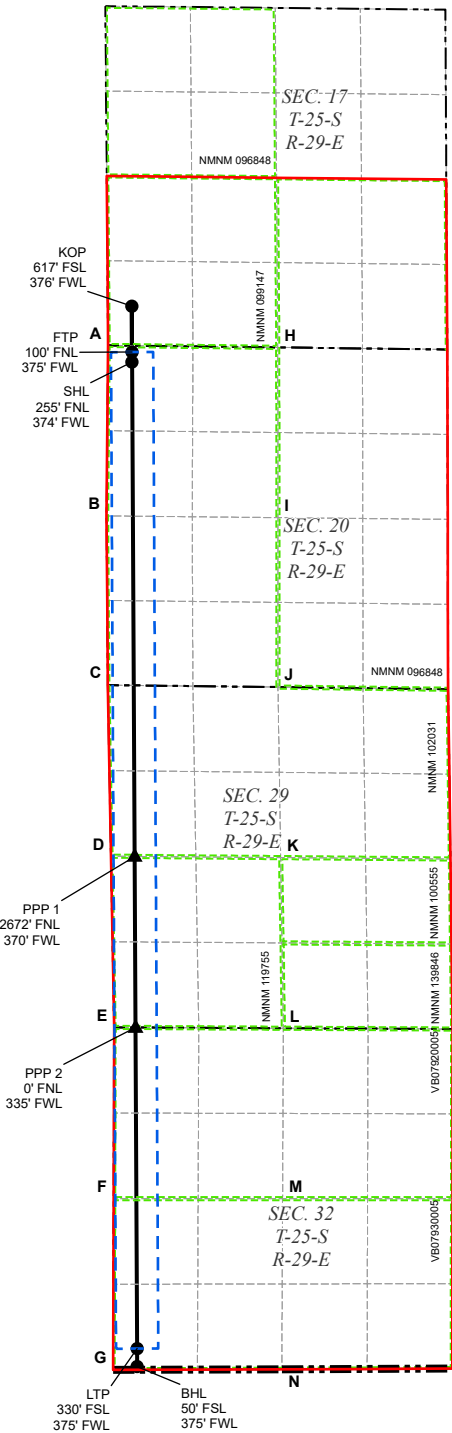 SEC. 17
T-25-S
R-29-E
NMNM 096848
KOP
617' FSL
376' FWL
NMNM 099147
A
H
FTP
100' FNL
375' FWL
SHL
255' FNL
374' FWL
B
I
SEC. 20
T-25-S
R-29-E
C
J
NMNM 096848
NMNM 102031
SEC. 29
T-25-S
R-29-E
D
K
PPP 1
2672' FNL
370' FWL
NMNM 100555
NMNM 119755
NMNM 139846
E
L
PPP 2
0' FNL
335' FWL
VB07920005
F
M
SEC. 32
T-25-S
R-29-E
VB07930005
G
N
LTP
330' FSL
375' FWL
BHL
50' FSL
375' FWL